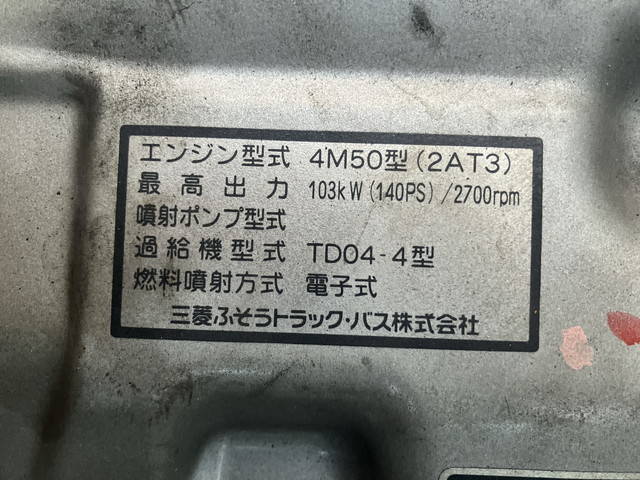 エンジン型式 4M50型(2AT3)
最高出力 103kW(140PS)/2700rpm
噴射ポンプ型式
過給機型式 TD04-4型
燃料噴射方式 電子式
三菱ふそうトラック・バス株式会社